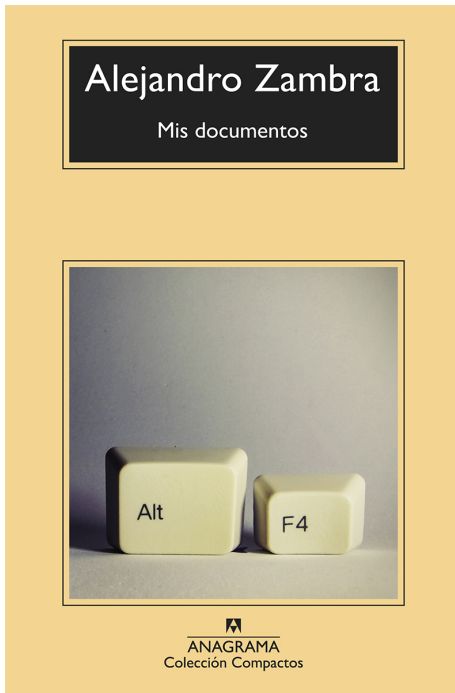 Alejandro Zambra
Mis documentos
Alt
F4
ANAGRAMA
Colección Compactos